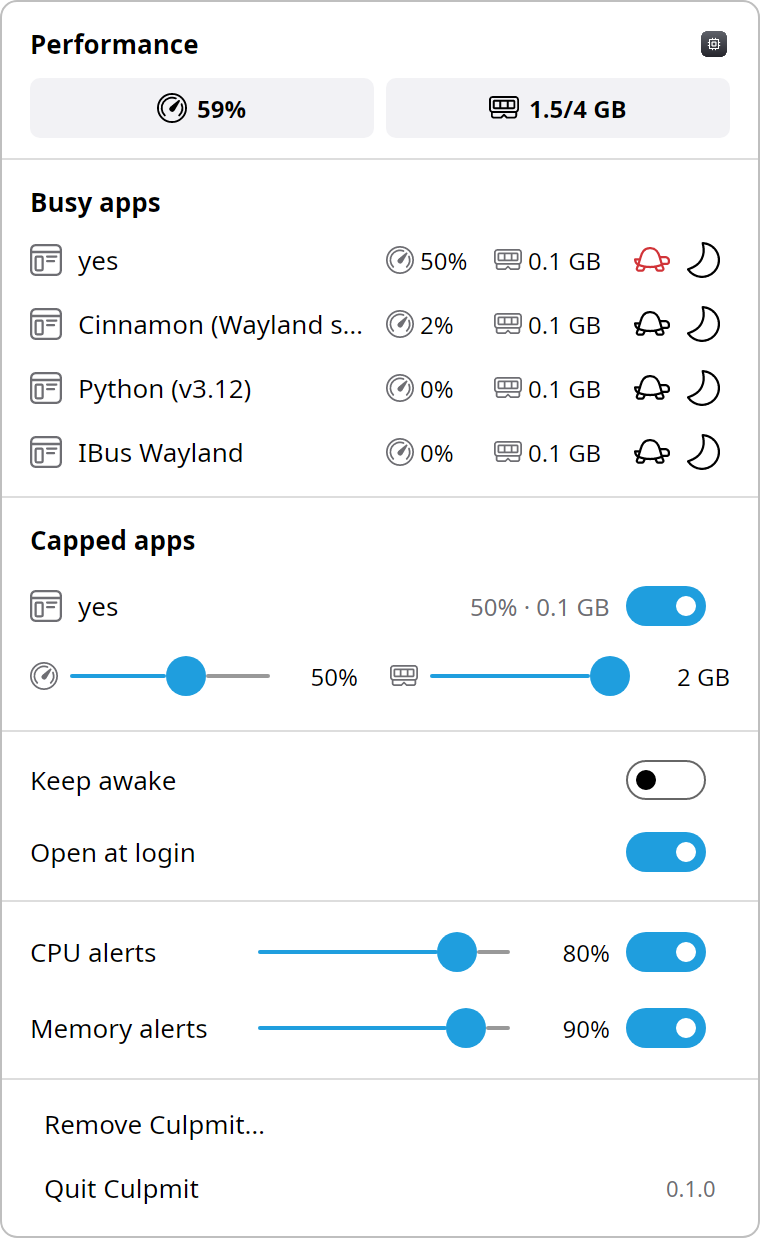 Performance
59% 1.5/4 GB
Busy apps
yes 50% 0.1 GB
Cinnamon (Wayland s... 2% 0.1 GB
Python (v3.12) 0% 0.1 GB
IBus Wayland 0% 0.1 GB
Capped apps
yes 50% · 0.1 GB
50% 2 GB
Keep awake
Open at login
CPU alerts 80%
Memory alerts 90%
Remove Culpmit...
Quit Culpmit 0.1.0